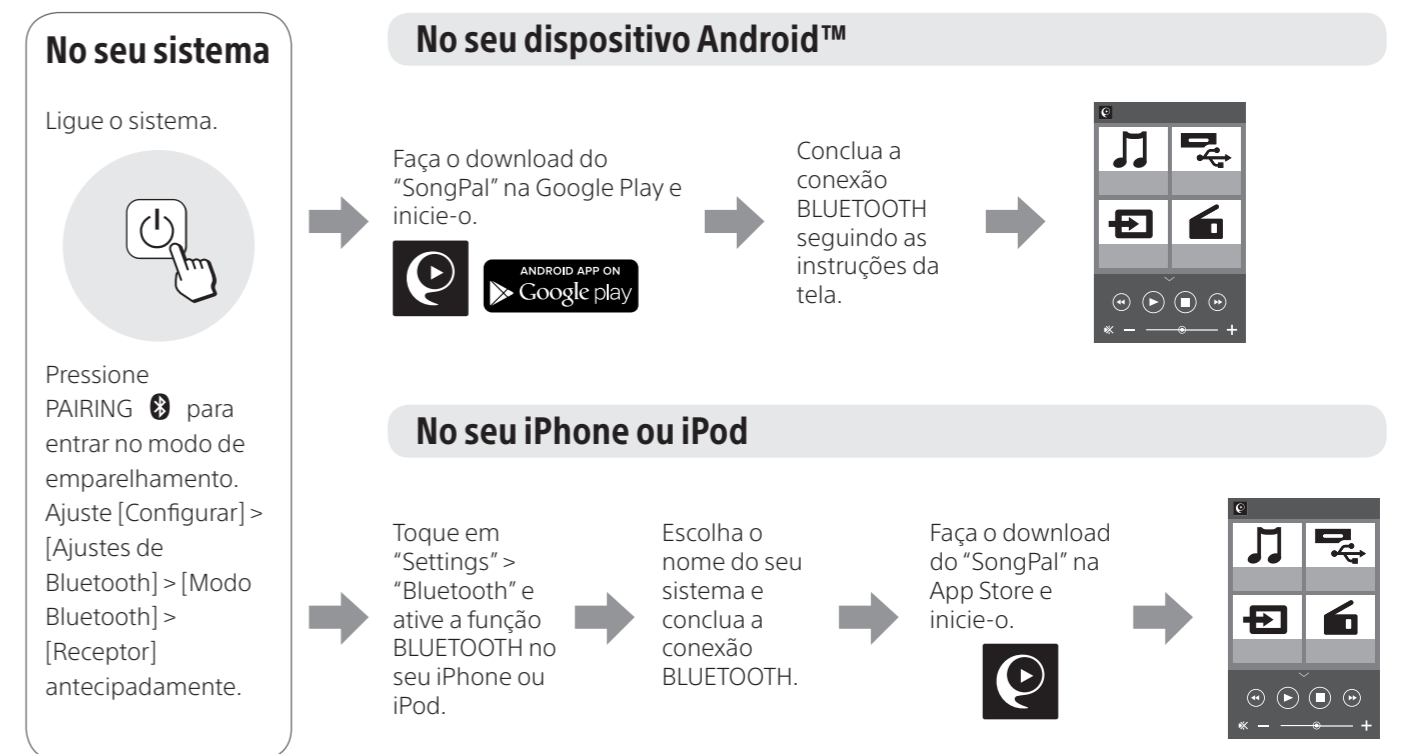 No seu sistema
Ligue o sistema.
Pressione
PAIRING para
entrar no modo de
emparelhamento.
Ajuste [Configurar] >
[Ajustes de
Bluetooth] > [Modo
Bluetooth] >
[Receptor]
antecipadamente.
No seu dispositivo Android™
Faça o download do
“SongPal” na Google Play e
inicie-o.
ANDROID APP ON
Google play
Conclua a
conexão
BLUETOOTH
seguindo as
instruções da
tela.
No seu iPhone ou iPod
Toque em
“Settings” >
“Bluetooth” e
ative a função
BLUETOOTH no
seu iPhone ou
iPod.
Escolha o
nome do seu
sistema e
conclua a
conexão
BLUETOOTH.
Faça o download
do “SongPal” na
App Store e
inicie-o.